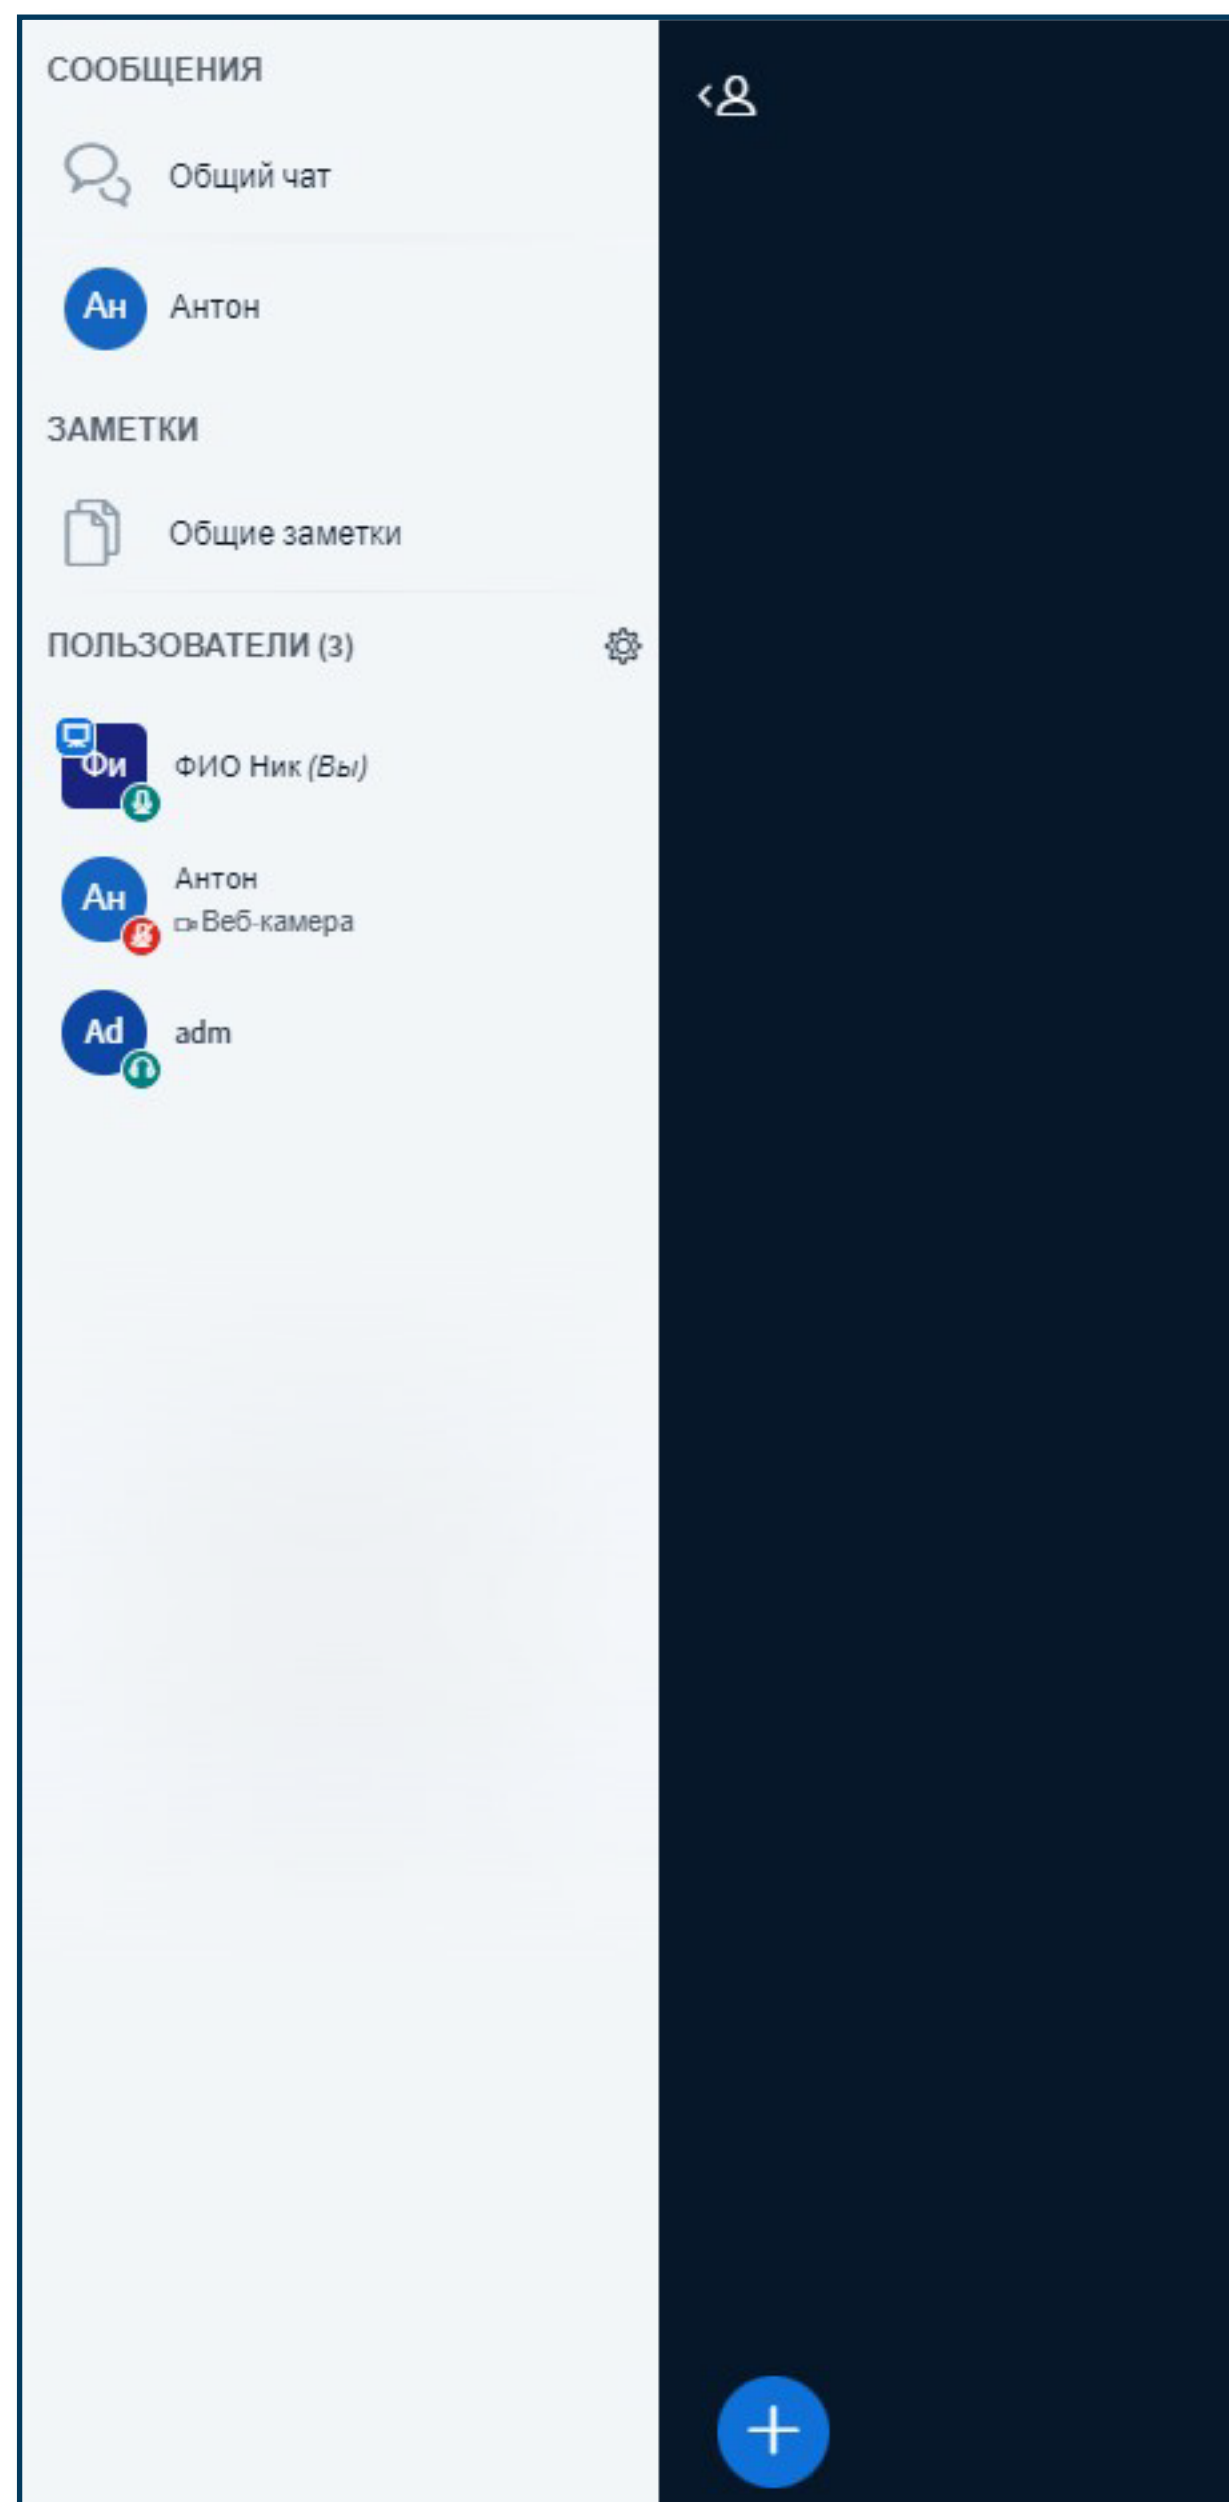 СООБЩЕНИЯ
Общий чат
Ан Антон
ЗАМЕТКИ
Общие заметки
ПОЛЬЗОВАТЕЛИ (3)
Фи ФИО Ник (Вы)
Ан Антон
Веб-камера
Ad adm